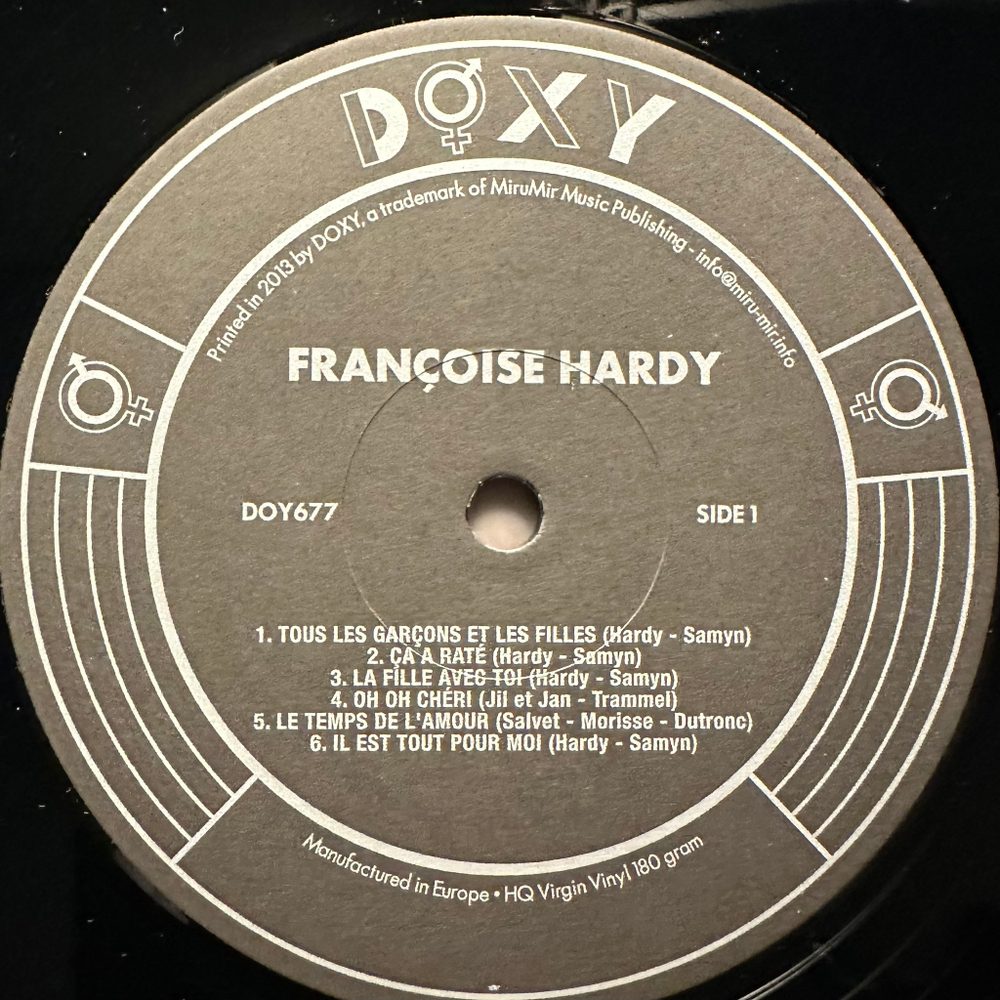 DOXY
Printed in 2013 by DOXY, a trademark of MiruMir Music Publishing - info@miru-mir.info
FRANÇOISE HARDY
DOY677
SIDE 1
1. TOUS LES GARÇONS ET LES FILLES (Hardy - Samyn)
2. ÇA A RATÉ (Hardy - Samyn)
3. LA FILLE AVEC TOI (Hardy - Samyn)
4. OH OH CHÉRI (Jil et Jan - Trammel)
5. LE TEMPS DE L'AMOUR (Salvet - Morisse - Dutronc)
6. IL EST TOUT POUR MOI (Hardy - Samyn)
Manufactured in Europe • HQ Virgin Vinyl 180 gram